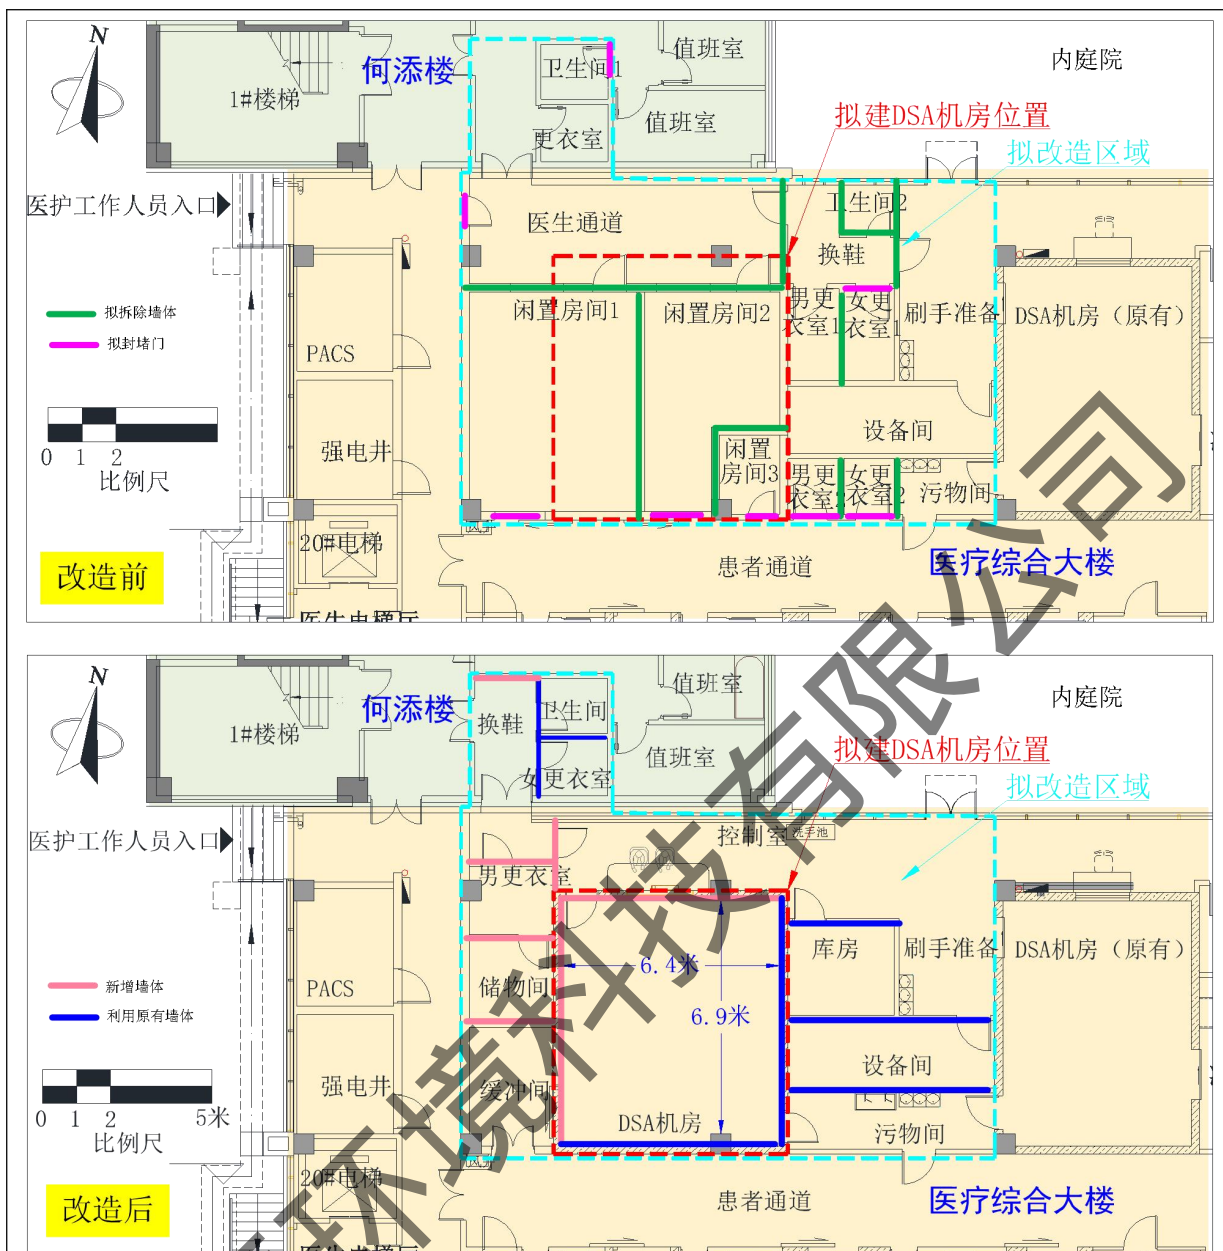 N
1#楼梯
何添楼
卫生间1
更衣室
值班室
值班室
内庭院
拟建DSA机房位置
拟改造区域
医护工作人员入口
医生通道
卫生间2
换鞋
男更
衣室1
女更
衣室1
刷手准备
DSA机房（原有）
闲置房间1
闲置房间2
拟拆除墙体
拟封堵门
PACS
强电井
设备间
闲置
房间3
男更
衣室2
女更
衣室2
污物间
0 1 2
比例尺
20#电梯
患者通道
医疗综合大楼
改造前
医生电梯厅
N
1#楼梯
何添楼
换鞋
卫生间
女更衣室
值班室
值班室
内庭院
拟建DSA机房位置
拟改造区域
医护工作人员入口
控制室
洗手池
男更衣室
库房
刷手准备
DSA机房（原有）
6.4米
6.9米
储物间
新增墙体
利用原有墙体
PACS
强电井
设备间
缓冲间
DSA机房
污物间
0 1 2 5米
比例尺
20#电梯
患者通道
医疗综合大楼
改造后
环境科技有限公司